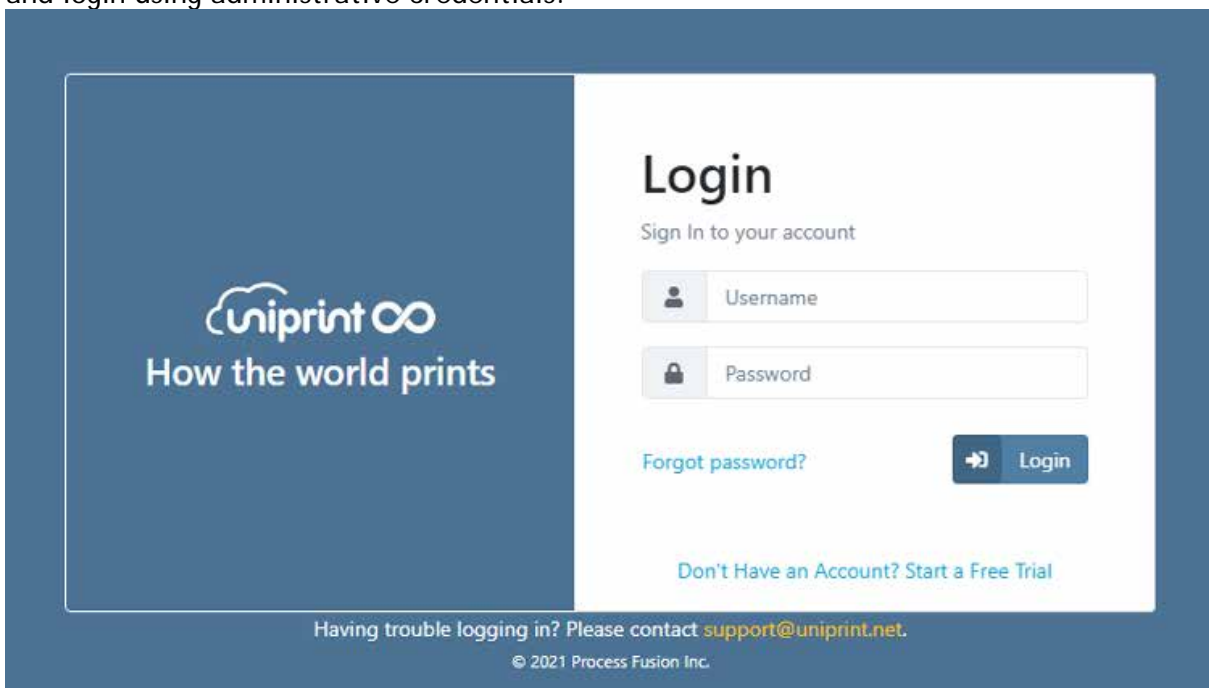 and login using administrative credentials.
Login
Sign In to your account
Username
Password
Forgot password?
Login
Don't Have an Account? Start a Free Trial
uniprint
How the world prints
Having trouble logging in? Please contact support@uniprint.net.
© 2021 Process Fusion Inc.